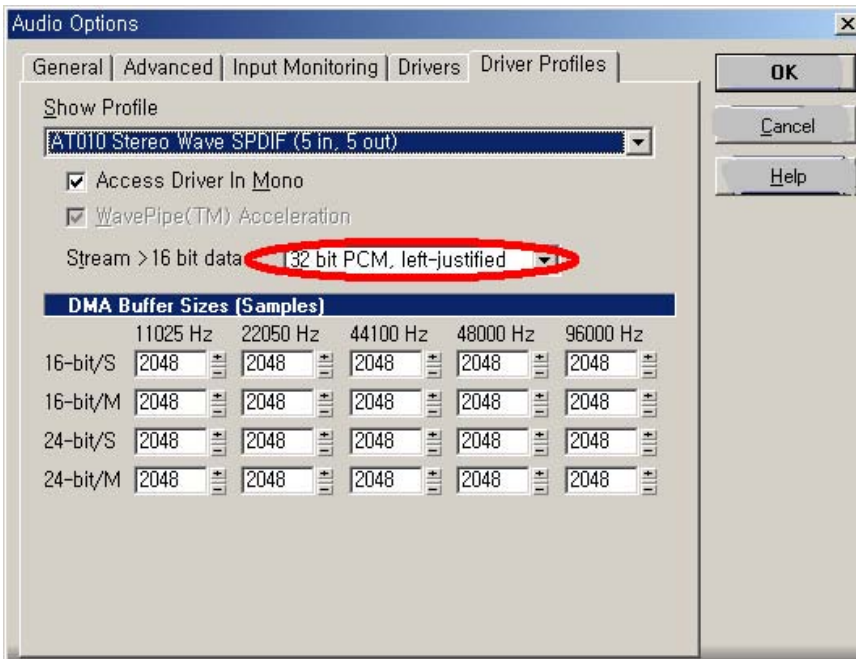 Audio Options
General Advanced Input Monitoring Drivers Driver Profiles
OK
Cancel
Help
Show Profile
AT010 Stereo Wave SPDIF (5 in, 5 out)
Access Driver In Mono
WavePipe(TM) Acceleration
Stream > 16 bit data 32 bit PCM, left-justified
DMA Buffer Sizes (Samples)
11025 Hz 22050 Hz 44100 Hz 48000 Hz 96000 Hz
16-bit/S 2048 2048 2048 2048 2048
16-bit/M 2048 2048 2048 2048 2048
24-bit/S 2048 2048 2048 2048 2048
24-bit/M 2048 2048 2048 2048 2048